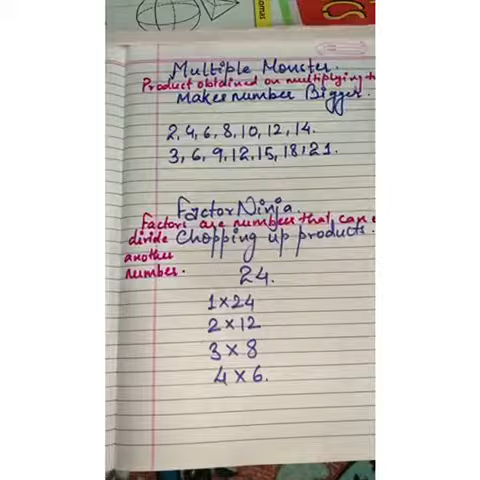 omas
Multiple Monster.
Product obtained on multiplying
Makes number Bigger.
2, 4, 6, 8, 10, 12, 14.
3, 6, 9, 12, 15, 18, 21.
Factor Ninja.
Factors are numbers that can
divide Chopping up products.
another
number.
24.
1 × 24
2 × 12
3 × 8
4 × 6.